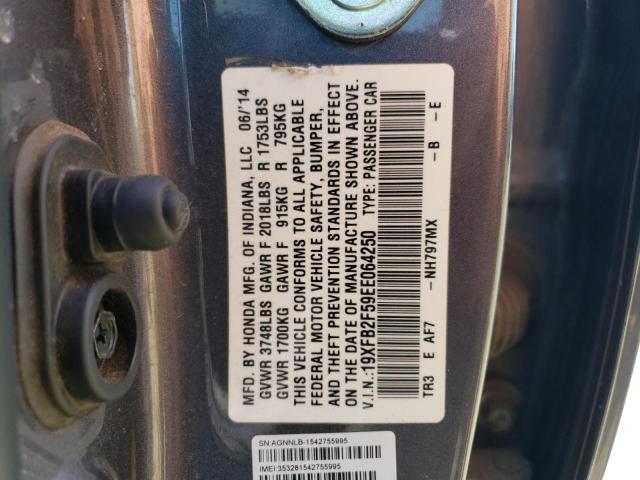 MFD. BY HONDA MFG. OF INDIANA, LLC 06/'14
GVWR 3748LBS GAWR F 2018LBS R 1753LBS
GVWR 1700KG GAWR F 915KG R 795KG
THIS VEHICLE CONFORMS TO ALL APPLICABLE
FEDERAL MOTOR VEHICLE SAFETY, BUMPER,
AND THEFT PREVENTION STANDARDS IN EFFECT
ON THE DATE OF MANUFACTURE SHOWN ABOVE.
V.I.N.: 19XFB2F59EE064250 TYPE: PASSENGER CAR
TR3 E AF7 -NH797MX -B -E
SN:AGNNLB-1542755995
IMEI:353281542755995